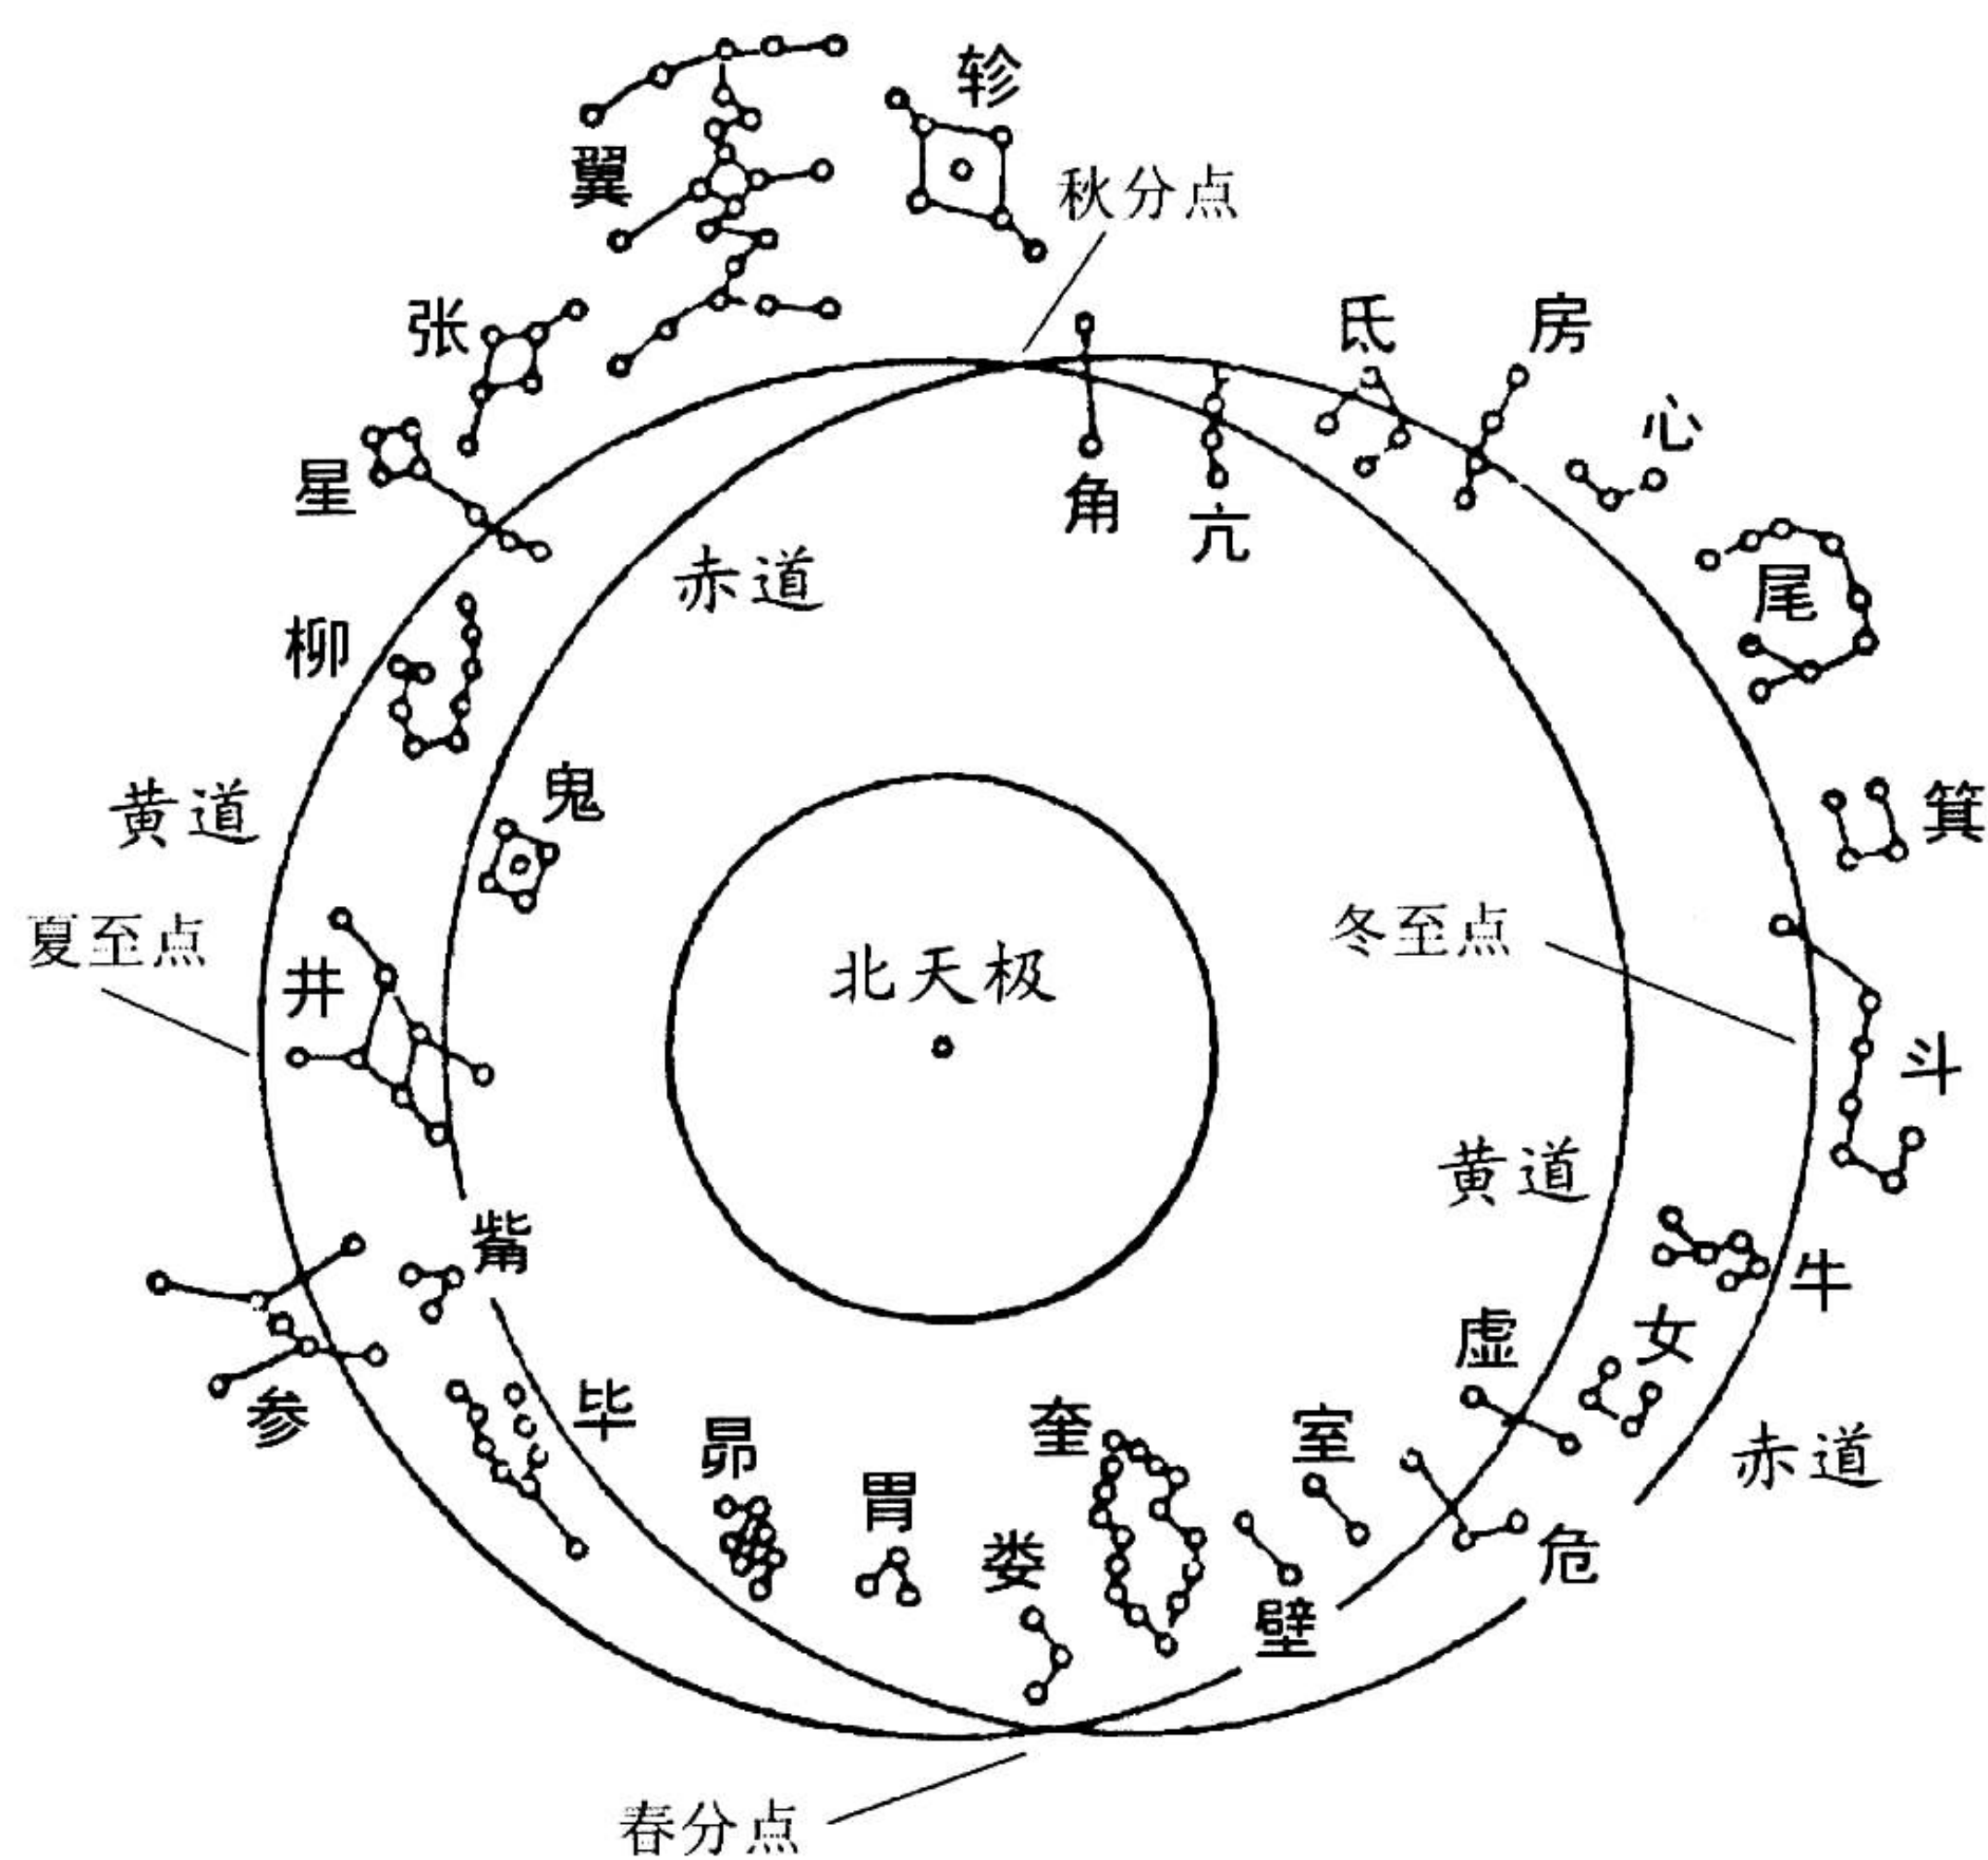 轸
翼
秋分点
张
氐
房
心
星
角
亢
赤道
尾
柳
鬼
黄道
箕
夏至点
井
北天极
冬至点
斗
黄道
觜
牛
虚
女
参
毕
昴
胃
奎
室
赤道
娄
危
壁
春分点